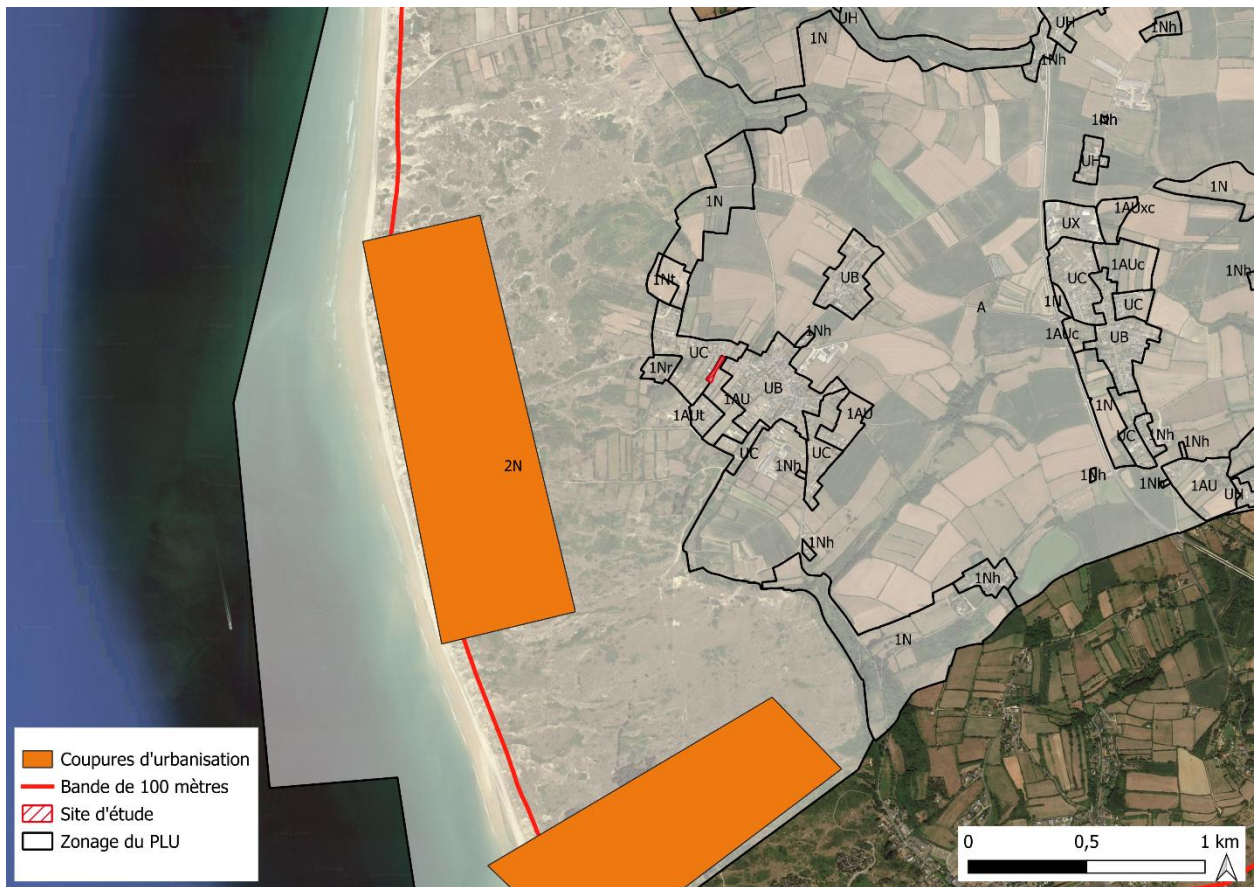 UH
1N
UH
1Nh
1Nh
1Nh
UH
1N
1N
1AUxc
UX
1Nt
UB
UC
1AUc
1Nh
1N
UC
A
1Nh
1AUc
UB
UC
1Nr
UB
1AU
1AUt
1AU
1N
UC
1Nh
UC
1Nh
UC
1Nh
2N
1Nh
1Nh
1AU
UH
1Nh
1Nh
1N
Coupures d'urbanisation
Bande de 100 mètres
Site d'étude
Zonage du PLU
0 0,5 1 km